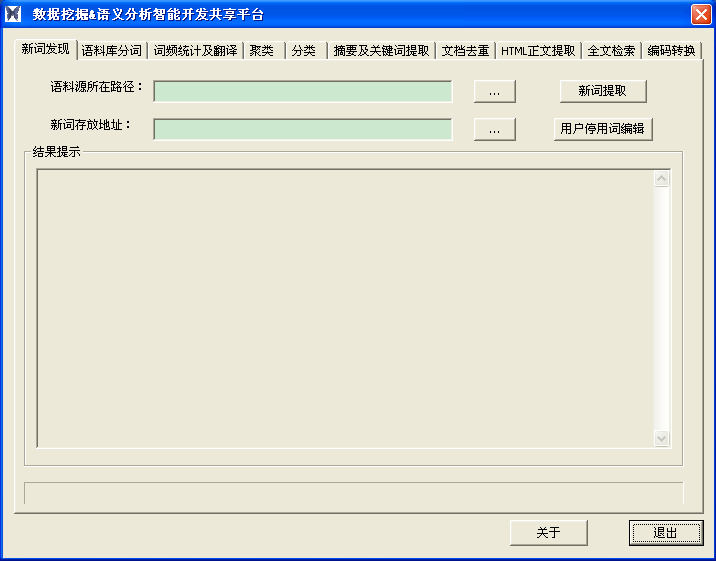 数据挖掘&语义分析智能开发共享平台
新词发现 语料库分词 词频统计及翻译 聚类 分类 摘要及关键词提取 文档去重 HTML正文提取 全文检索 编码转换
语料源所在路径： ... 新词提取
新词存放地址： ... 用户停用词编辑
结果提示
关于 退出